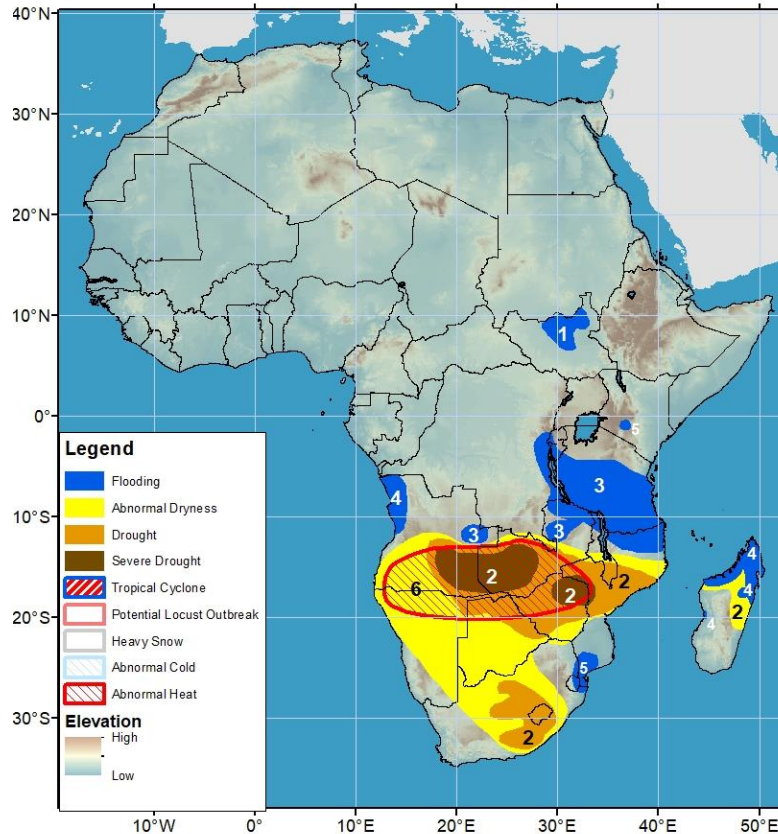 40°N
30°N
20°N
10°N
0°
10°S
20°S
30°S
1
5
3
4
3
3
4
2
2
2
6
2
4
4
4
2
5
2
Legend
Flooding
Abnormal Dryness
Drought
Severe Drought
Tropical Cyclone
Potential Locust Outbreak
Heavy Snow
Abnormal Cold
Abnormal Heat
Elevation
High
Low
10°W
0°
10°E
20°E
30°E
40°E
50°E